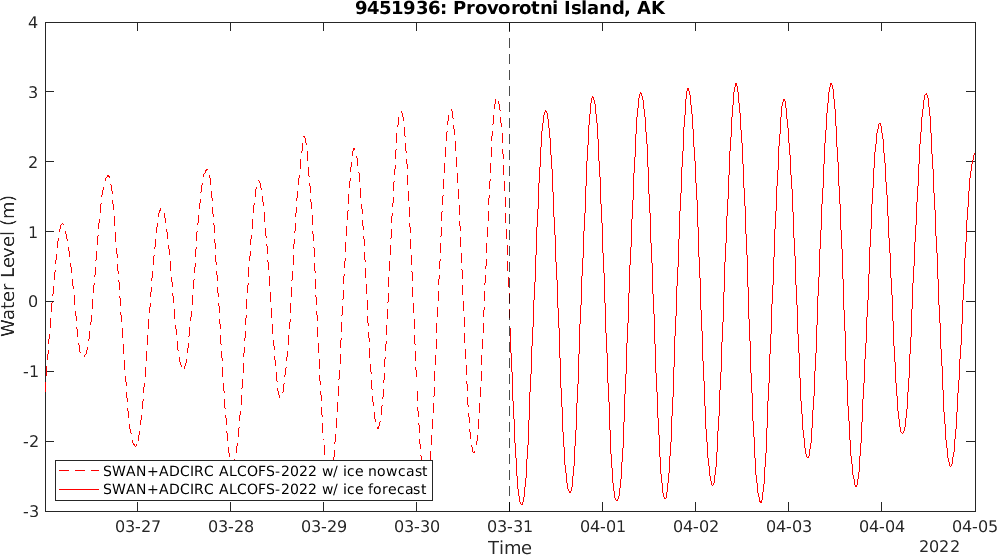 9451936: Provorotni Island, AK
Water Level (m)
4
3
2
1
0
-1
-2
-3
SWAN+ADCIRC ALCOFS-2022 w/ ice nowcast
SWAN+ADCIRC ALCOFS-2022 w/ ice forecast
03-27 03-28 03-29 03-30 03-31 04-01 04-02 04-03 04-04 04-05
Time
2022